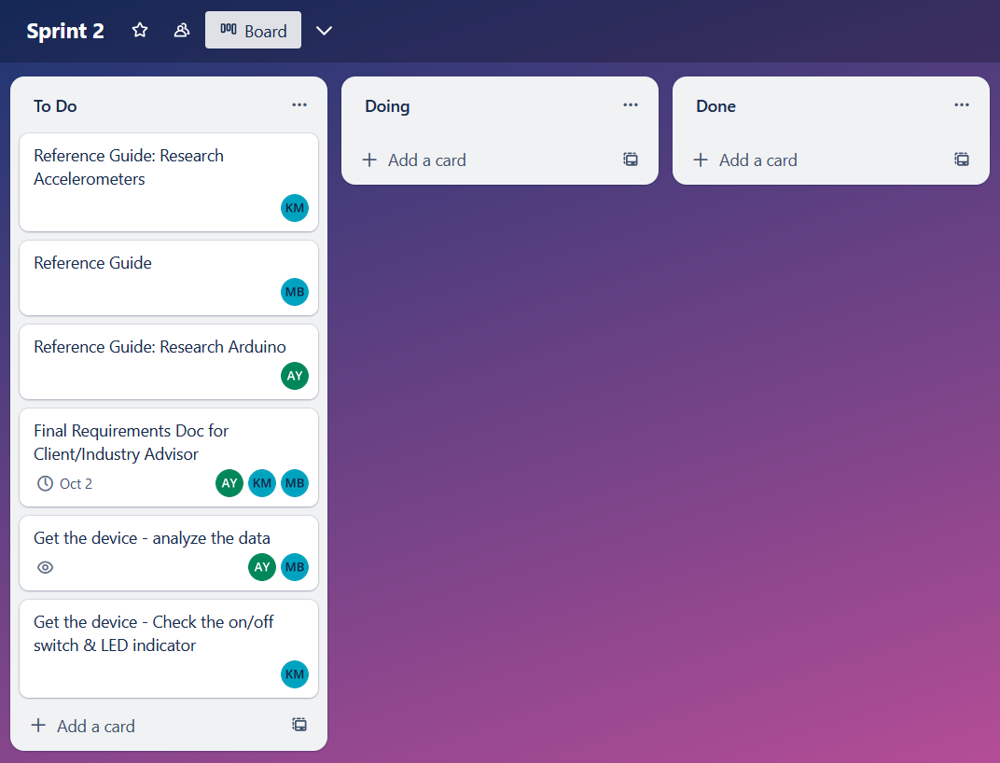 Sprint 2
Board
To Do
Reference Guide: Research
Accelerometers
KM
Reference Guide
MB
Reference Guide: Research Arduino
AY
Final Requirements Doc for
Client/Industry Advisor
Oct 2
AY KM MB
Get the device - analyze the data
AY MB
Get the device - Check the on/off
switch & LED indicator
KM
Add a card
Doing
Add a card
Done
Add a card